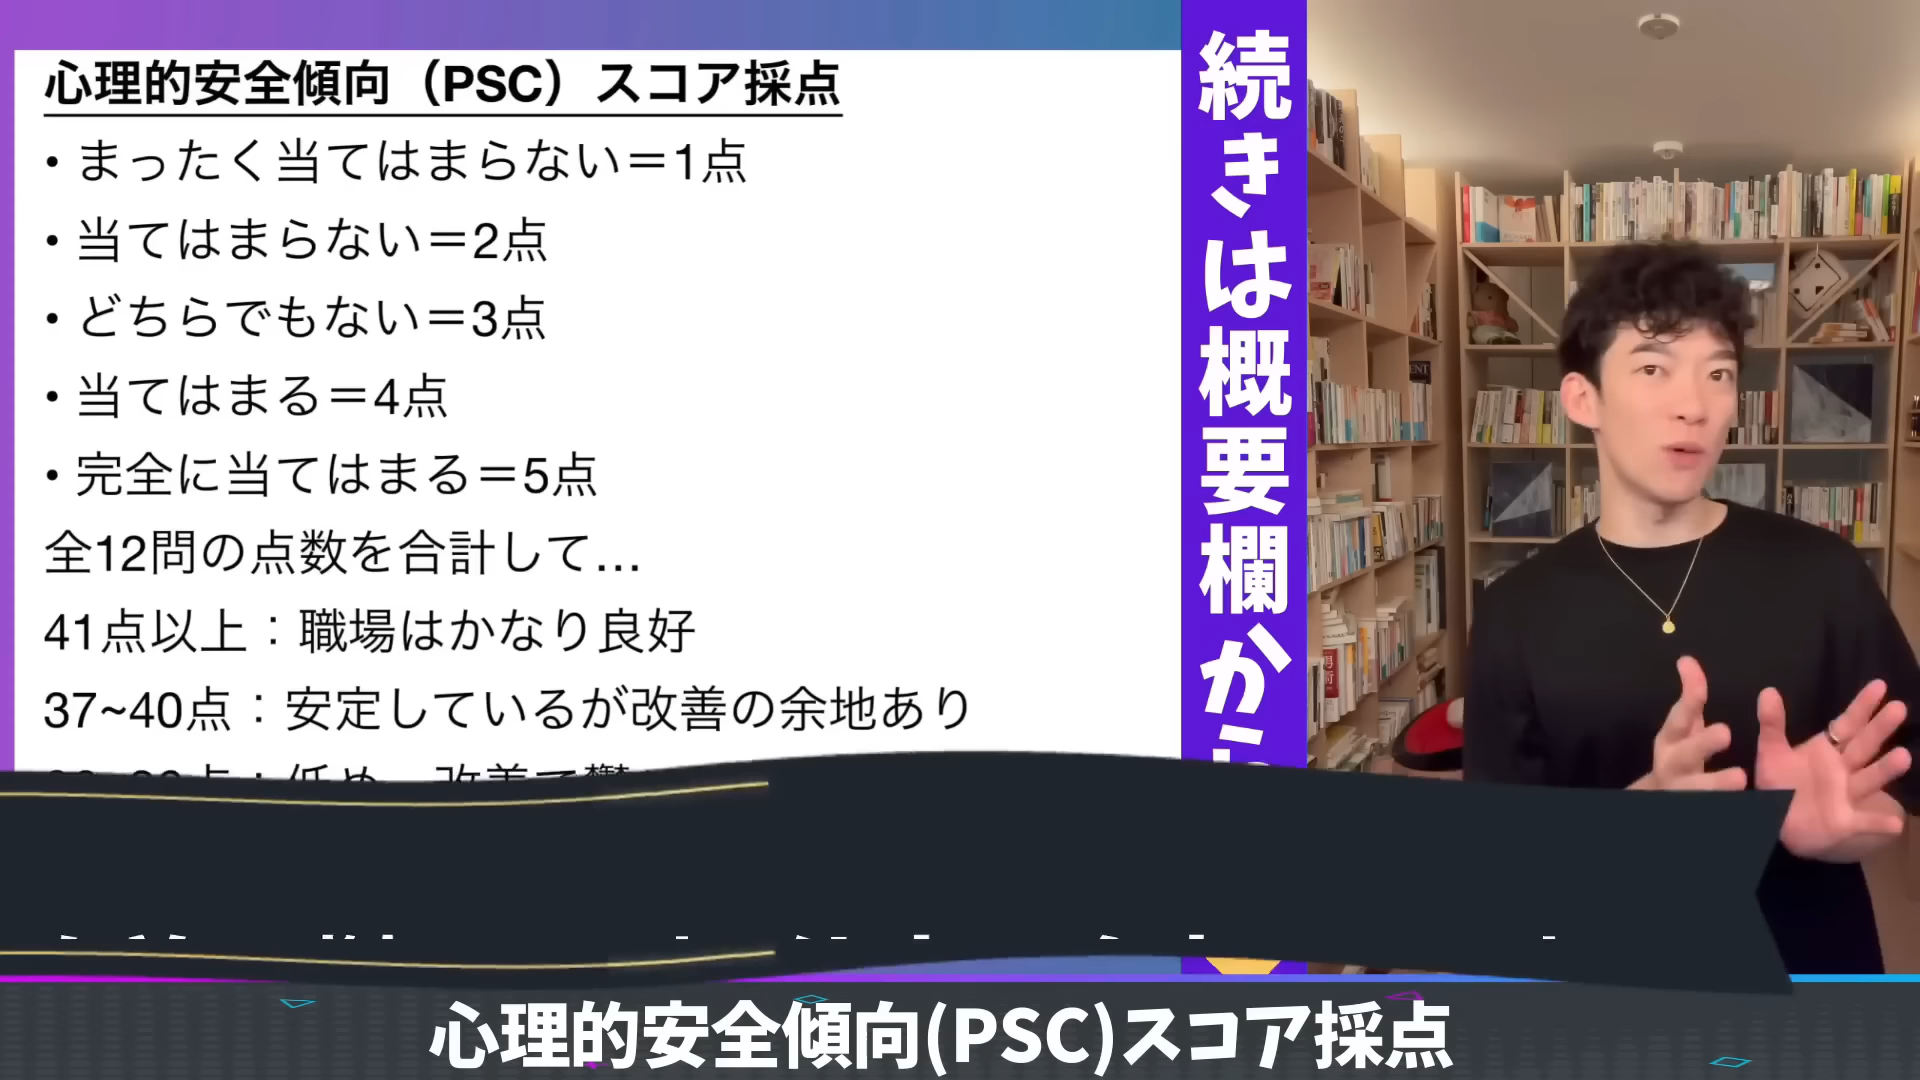 心理的安全傾向（PSC）スコア採点
・まったく当てはまらない＝1点
・当てはまらない＝2点
・どちらでもない＝3点
・当てはまる＝4点
・完全に当てはまる＝5点
全12問の点数を合計して…
41点以上：職場はかなり良好
37~40点：安定しているが改善の余地あり
続きは概要欄から
心理的安全傾向(PSC)スコア採点